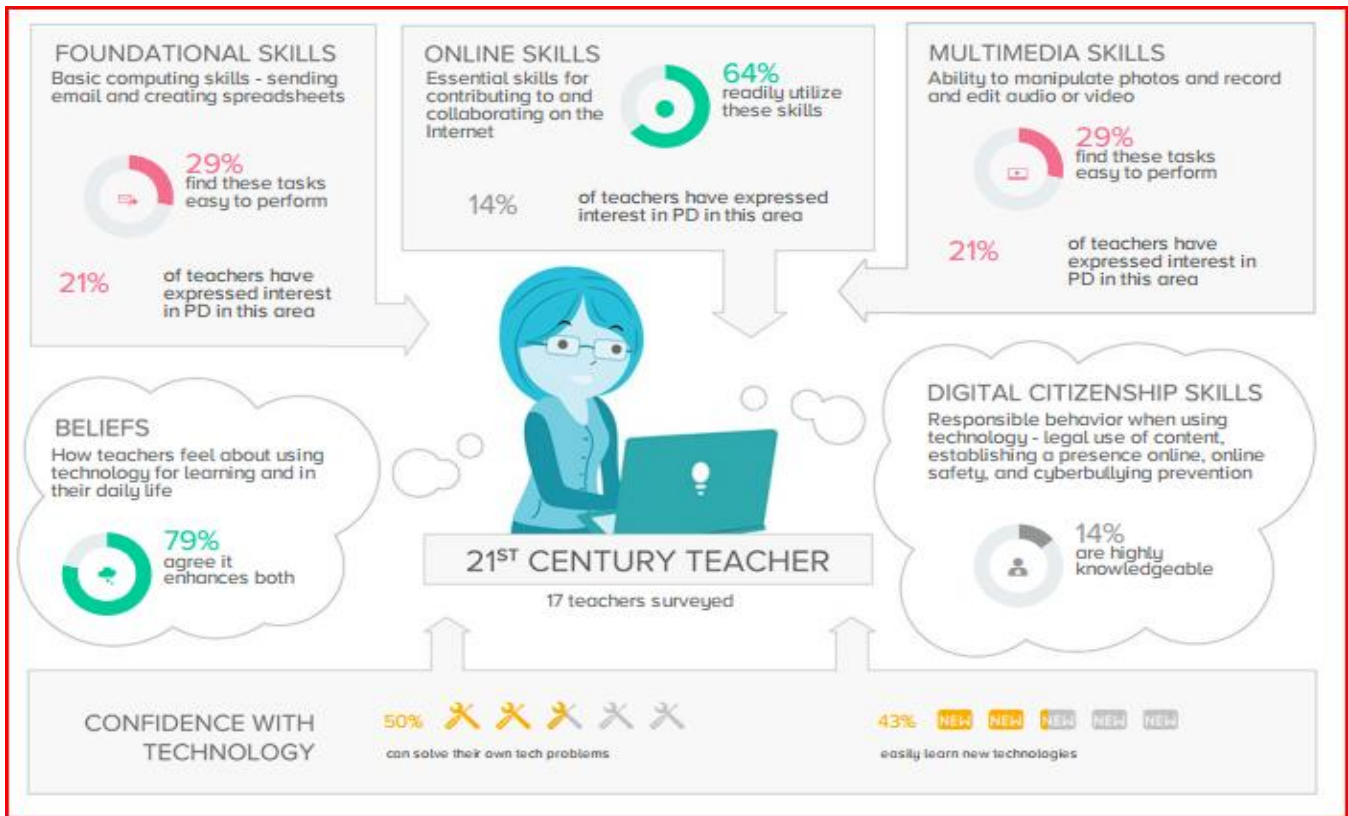 FOUNDATIONAL SKILLS
Basic computing skills - sending
email and creating spreadsheets
29%
find these tasks
easy to perform
21%
of teachers have
expressed interest
in PD in this area
ONLINE SKILLS
Essential skills for
contributing to and
collaborating on the
Internet
64%
readily utilize
these skills
14%
of teachers have expressed
interest in PD in this area
MULTIMEDIA SKILLS
Ability to manipulate photos and record
and edit audio or video
29%
find these tasks
easy to perform
21%
of teachers have
expressed interest in
PD in this area
BELIEFS
How teachers feel about using
technology for learning and in
their daily life
79%
agree it
enhances both
21ST CENTURY TEACHER
17 teachers surveyed
DIGITAL CITIZENSHIP SKILLS
Responsible behavior when using
technology - legal use of content,
establishing a presence online, online
safety, and cyberbullying prevention
14%
are highly
knowledgeable
CONFIDENCE WITH
TECHNOLOGY
50%
can solve their own tech problems
43% NEW NEW NEW NEW NEW
easily learn new technologies